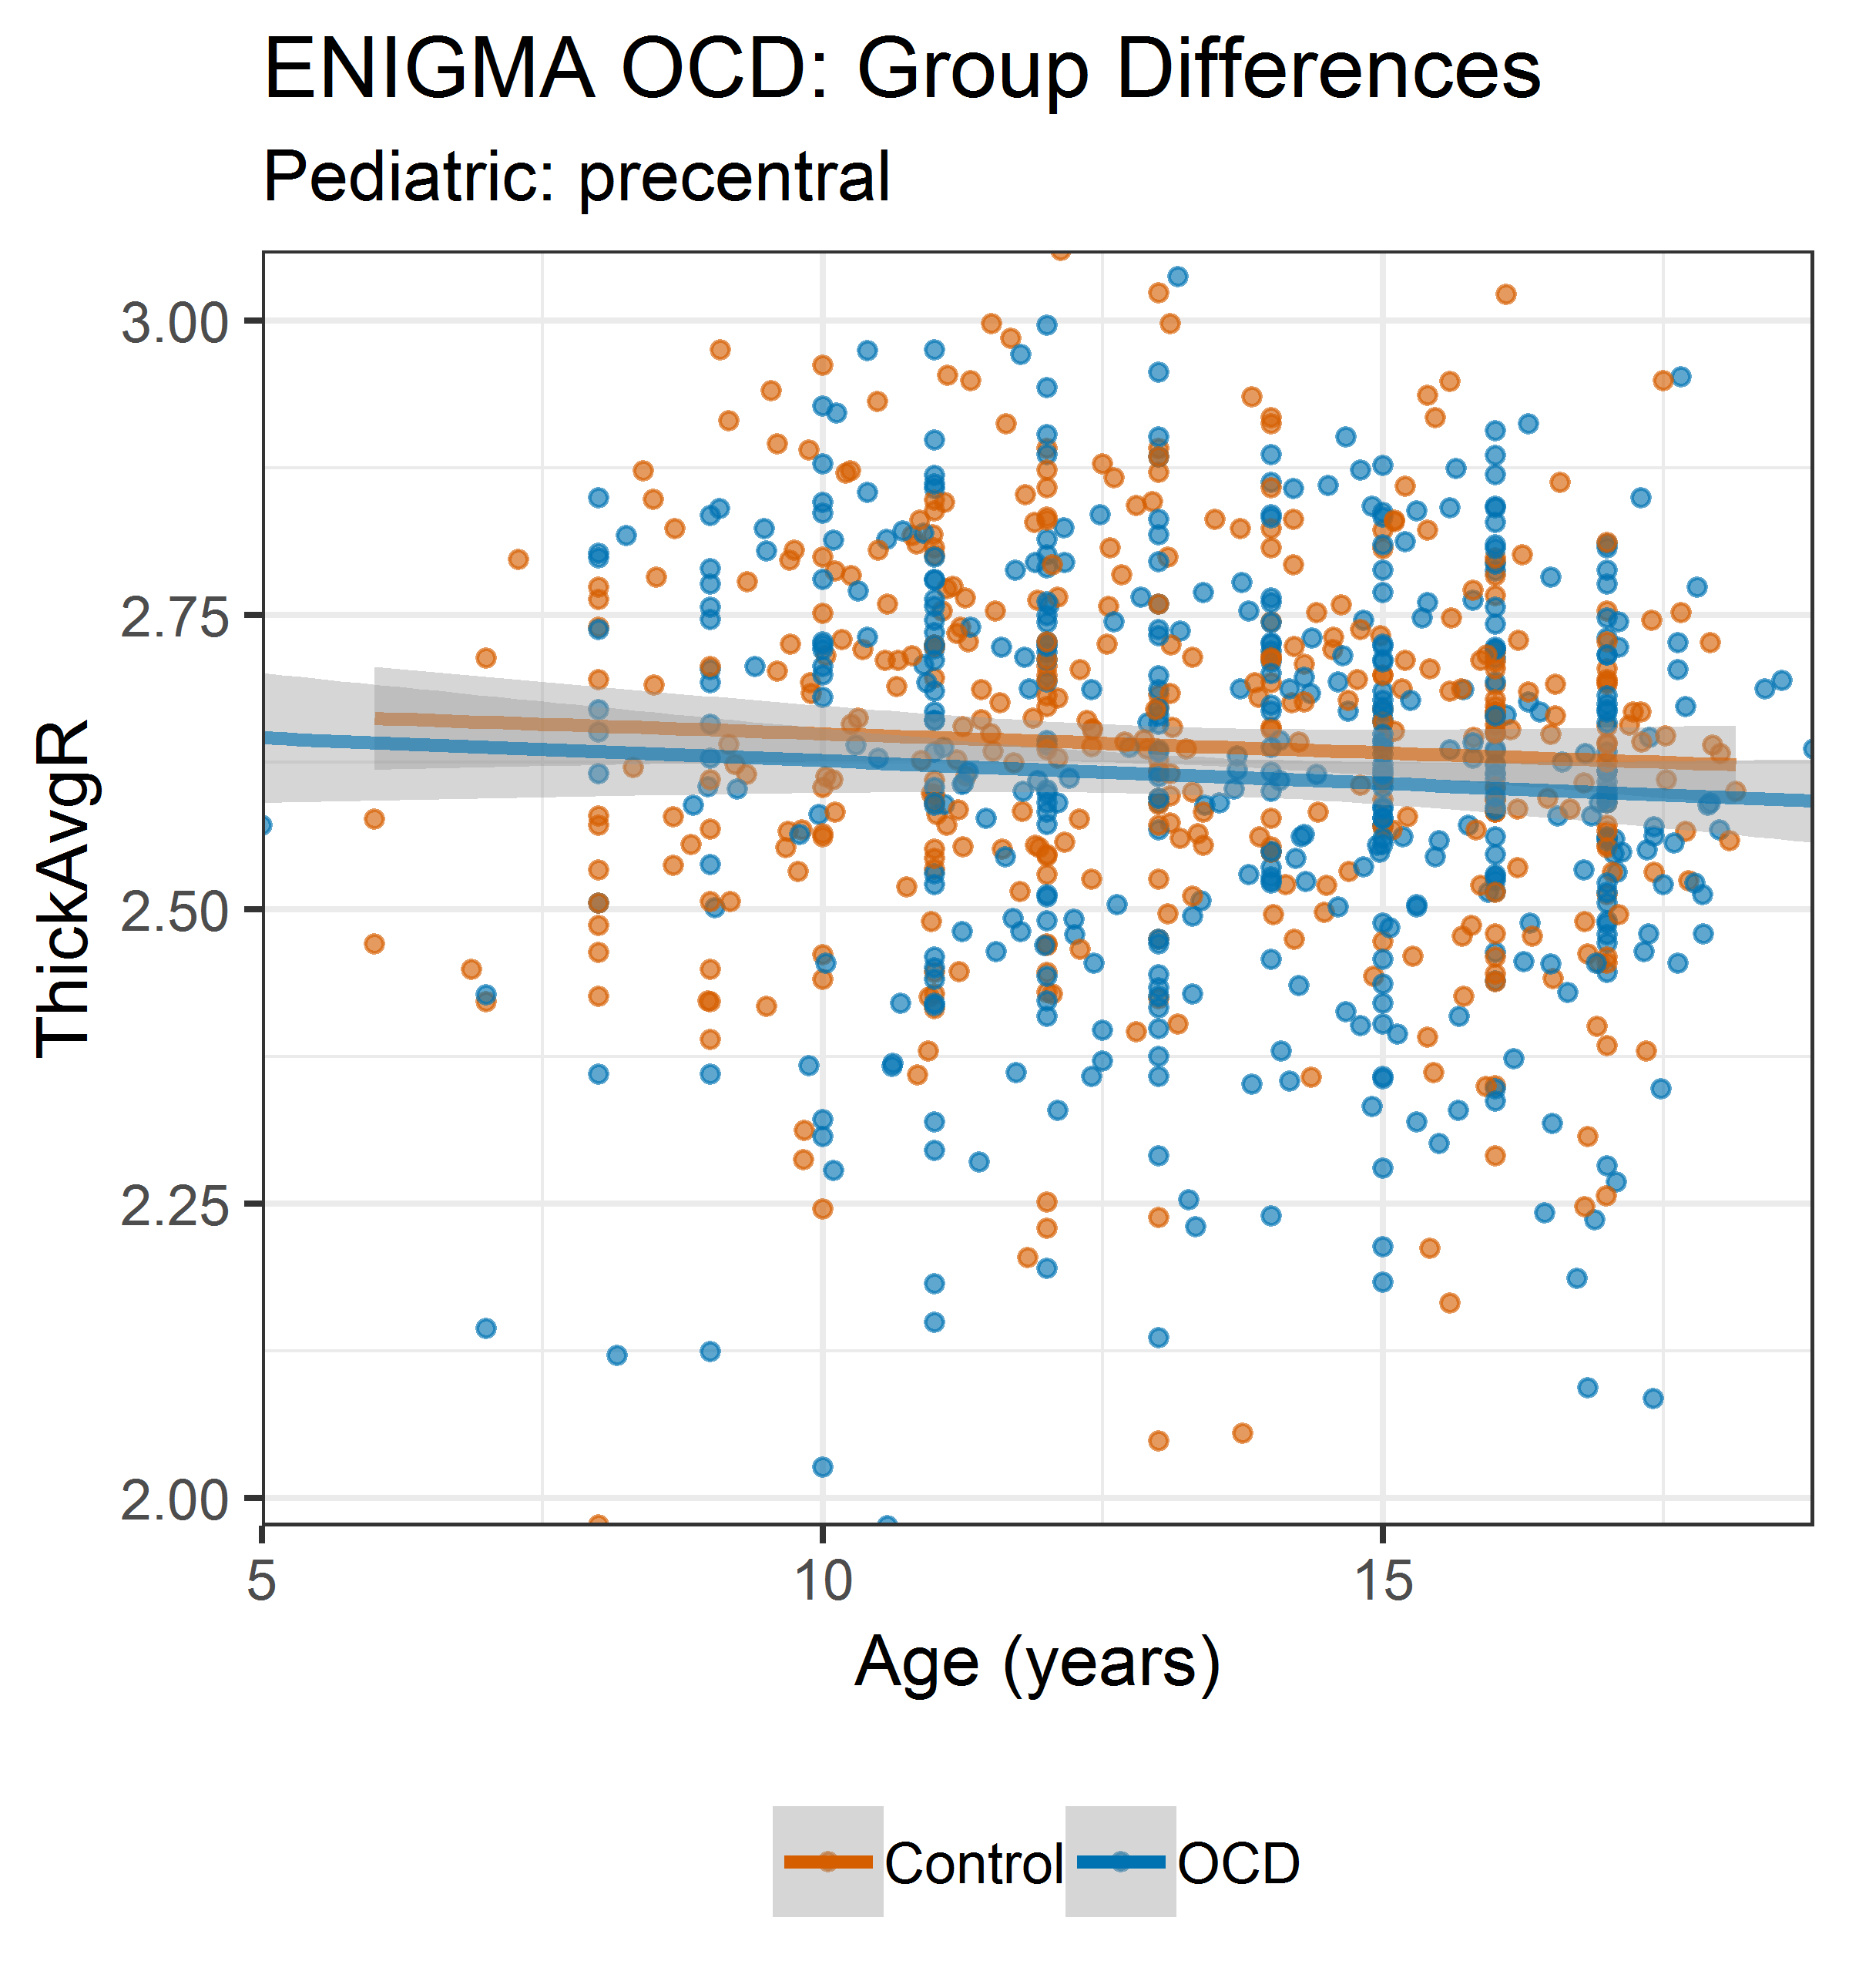 ENIGMA OCD: Group Differences
Pediatric: precentral
ThickAvgR
3.00
2.75
2.50
2.25
2.00
5 10 15
Age (years)
Control OCD